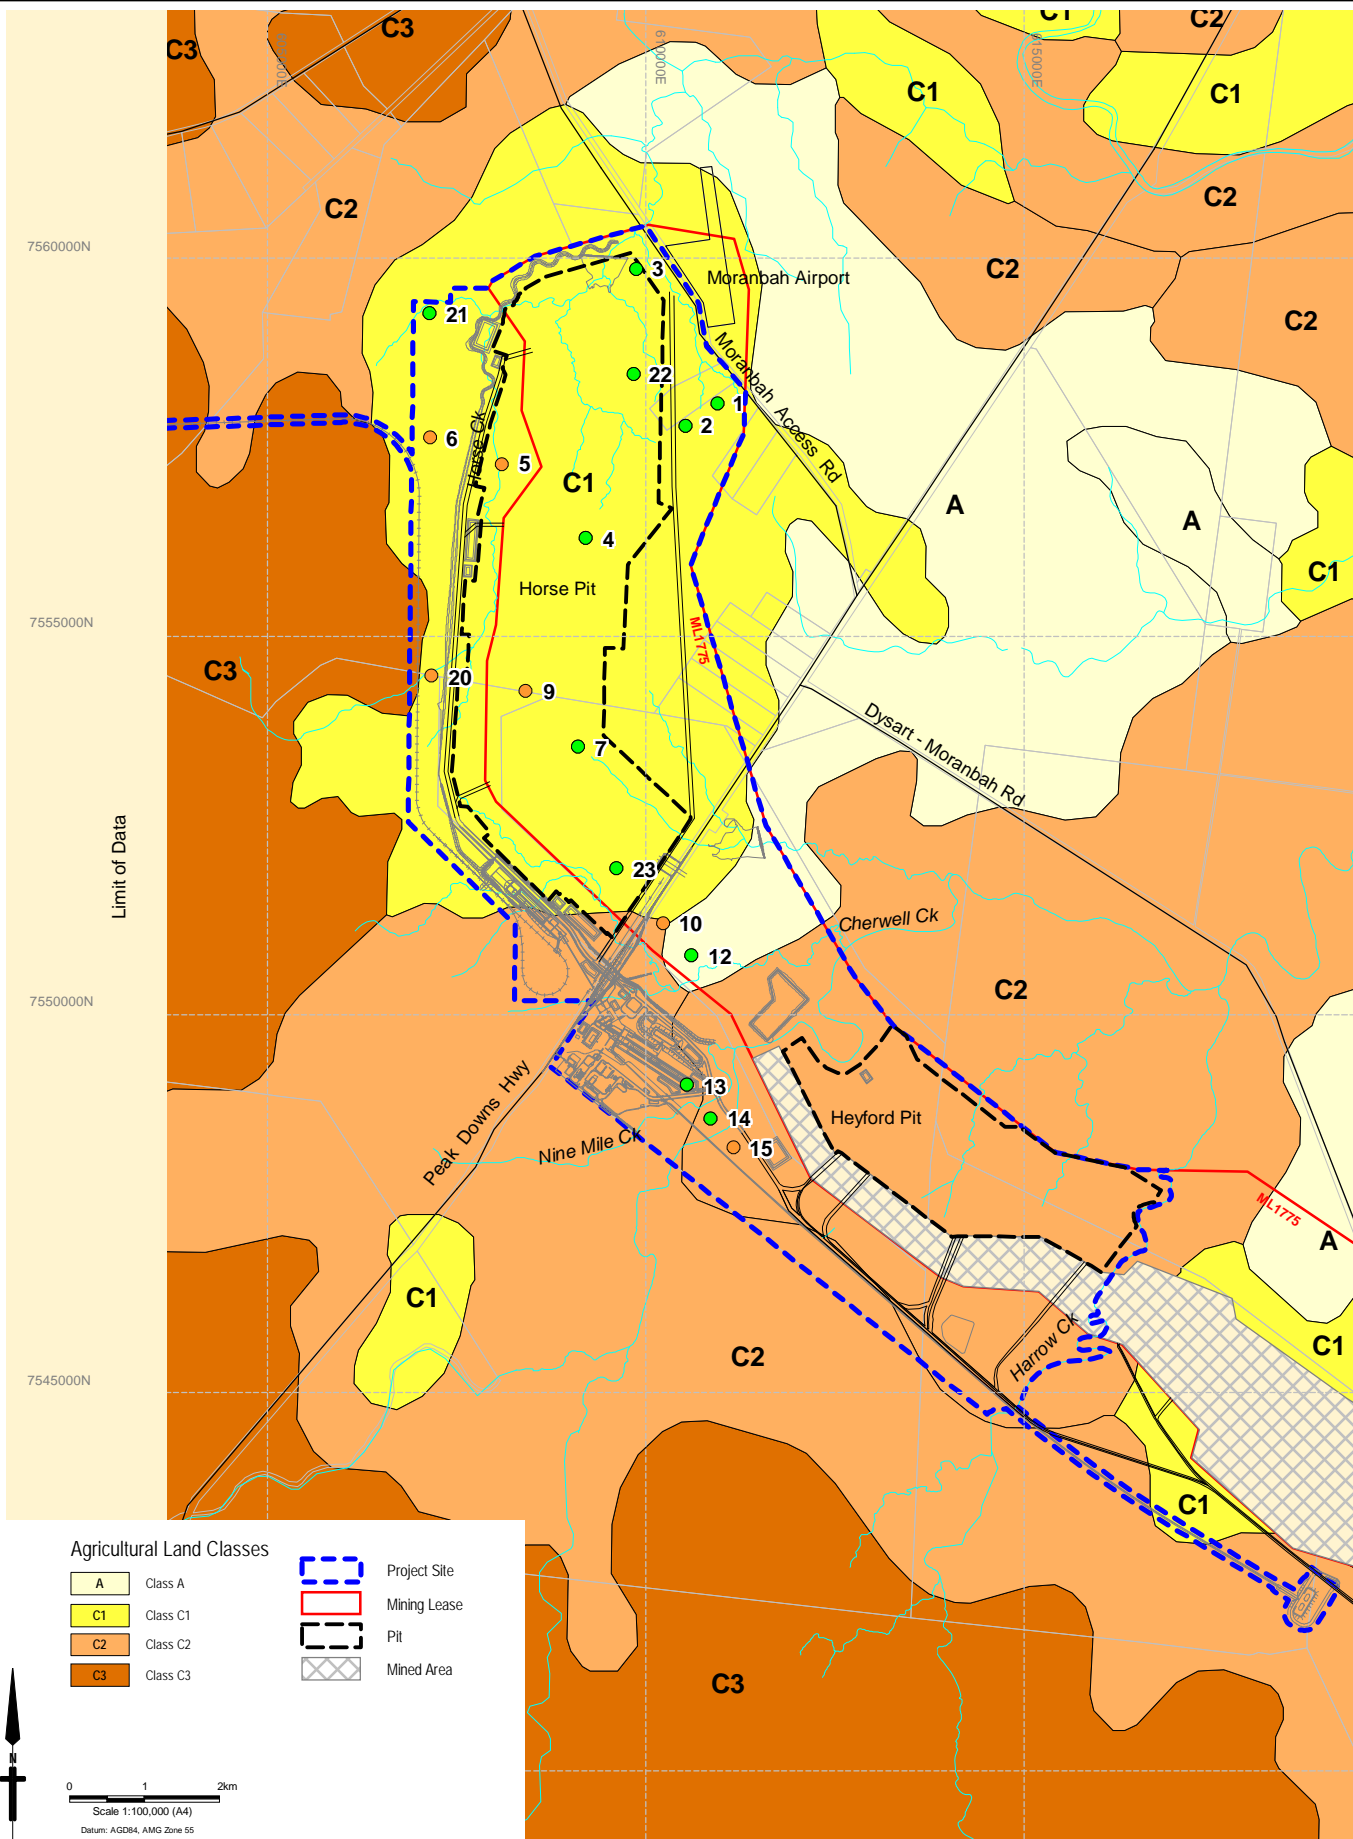 C1
C2
C3
C3
605000E
610000E
615000E
C1
C1
C2
C2
7560000N
C2
3
Moranbah Airport
21
C2
Moranbah Access Rd
22
1
2
6
Horse Ck
5
C1
A
A
4
C1
Horse Pit
7555000N
ML1775
C3
20
9
Dysart - Moranbah Rd
7
Limit of Data
23
10
Cherwell Ck
12
C2
7550000N
Peak Downs Hwy
13
Heyford Pit
14
Nine Mile Ck
15
ML1775
A
C1
Harrow Ck
C1
C2
7545000N
C1
C3
Agricultural Land Classes
A Class A
C1 Class C1
C2 Class C2
C3 Class C3
Project Site
Mining Lease
Pit
Mined Area
N
0 1 2km
Scale 1:100,000 (A4)
Datum: AGD84, AMG Zone 55